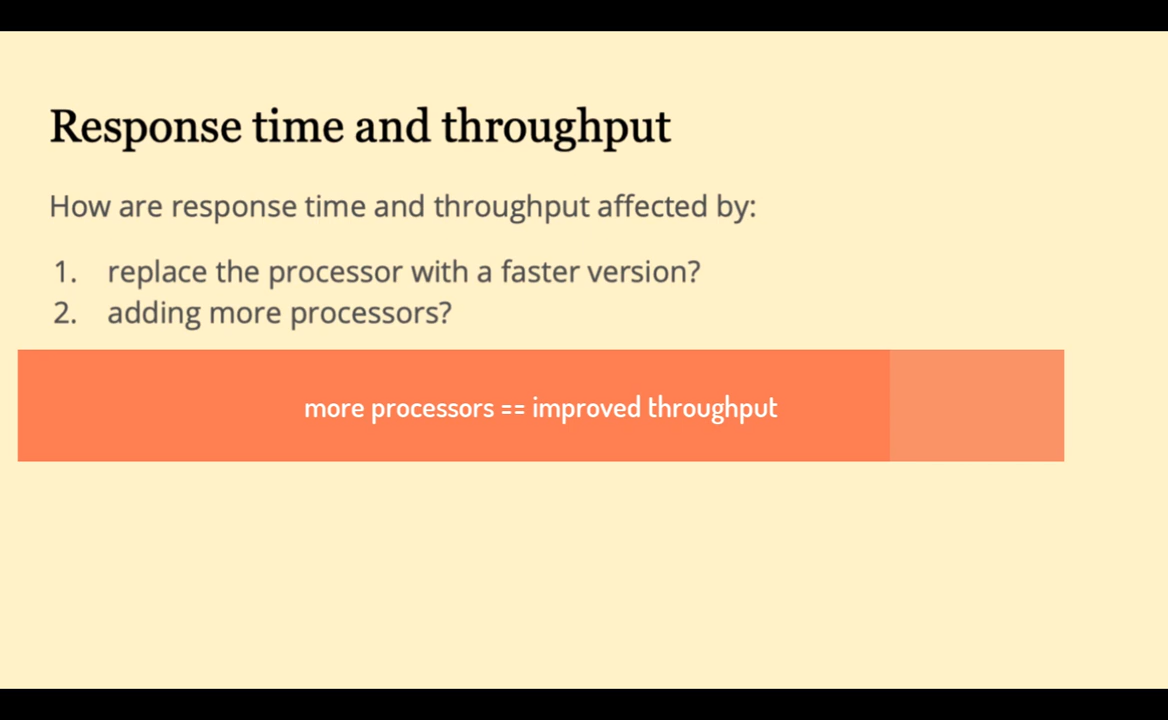 Response time and throughput
How are response time and throughput affected by:
1. replace the processor with a faster version?
2. adding more processors?
more processors == improved throughput